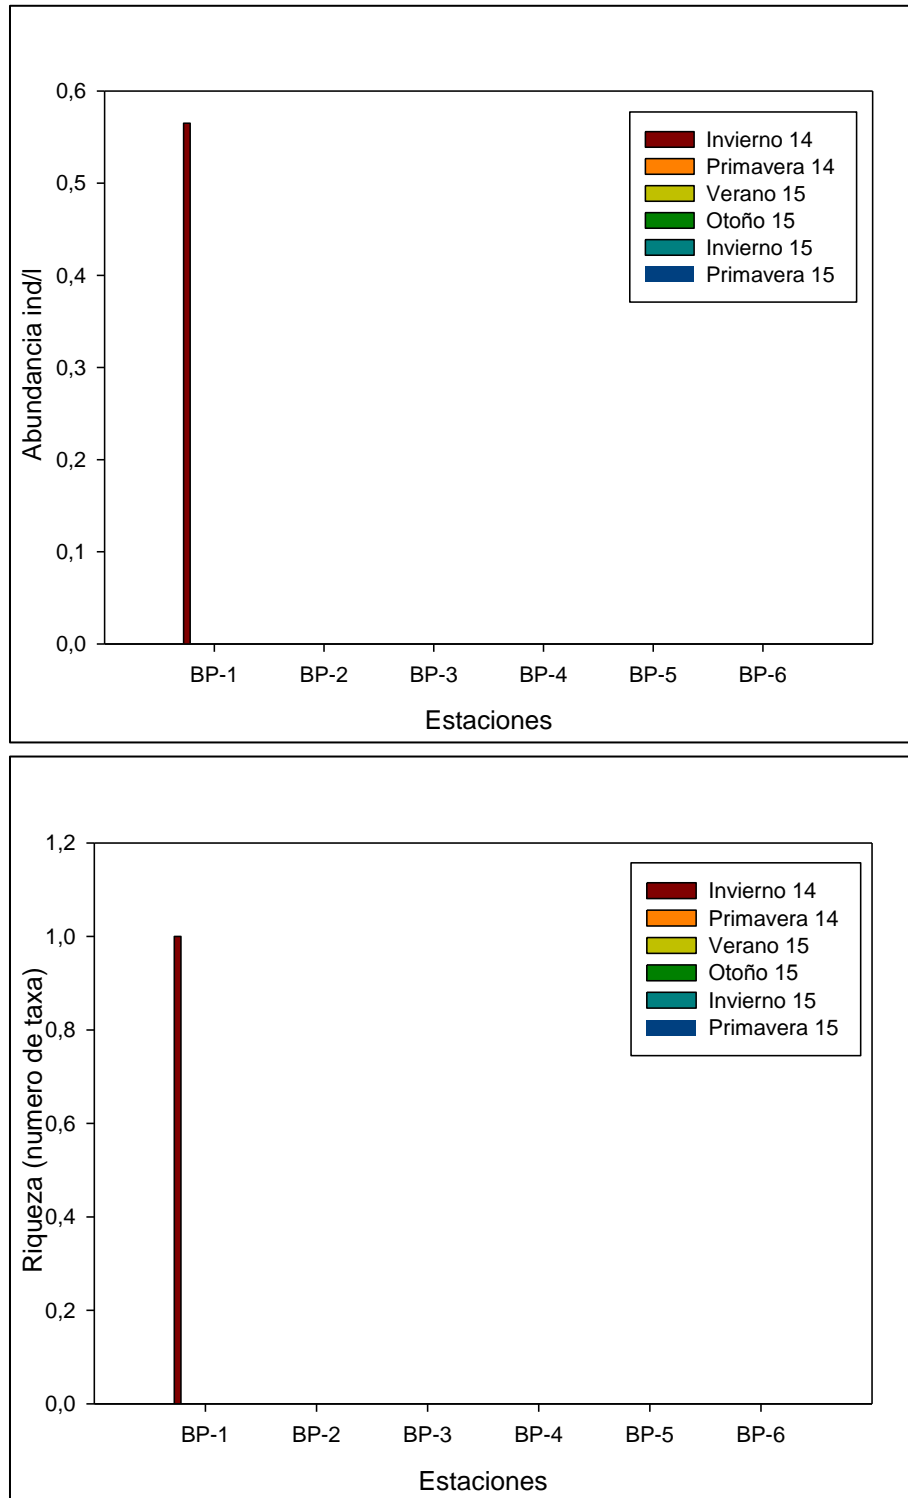 0,6
0,5
0,4
0,3
0,2
0,1
0,0
Abundancia ind/l
Invierno 14
Primavera 14
Verano 15
Otoño 15
Invierno 15
Primavera 15
BP-1 BP-2 BP-3 BP-4 BP-5 BP-6
Estaciones
1,2
1,0
0,8
0,6
0,4
0,2
0,0
Riqueza (numero de taxa)
Invierno 14
Primavera 14
Verano 15
Otoño 15
Invierno 15
Primavera 15
BP-1 BP-2 BP-3 BP-4 BP-5 BP-6
Estaciones